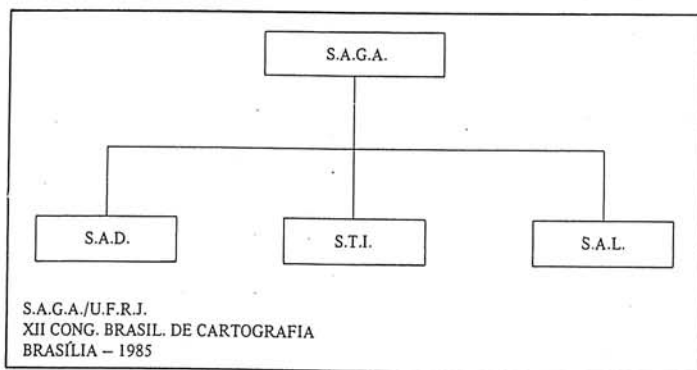 S.A.G.A.
S.A.D.
S.T.I.
S.A.L.
S.A.G.A./U.F.R.J.
XII CONG. BRASIL. DE CARTOGRAFIA
BRASÍLIA – 1985